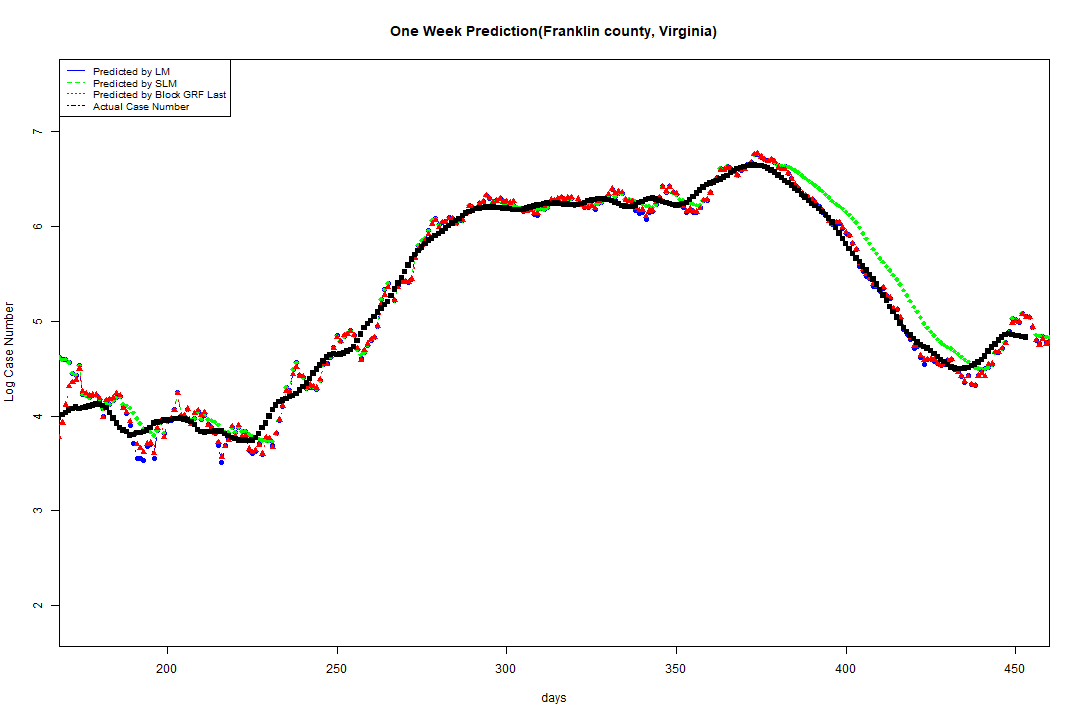 One Week Prediction(Franklin county, Virginia)
Predicted by LM
Predicted by SLM
Predicted by Block GRF Last
Actual Case Number
Log Case Number
7
6
5
4
3
2
200 250 300 350 400 450
days